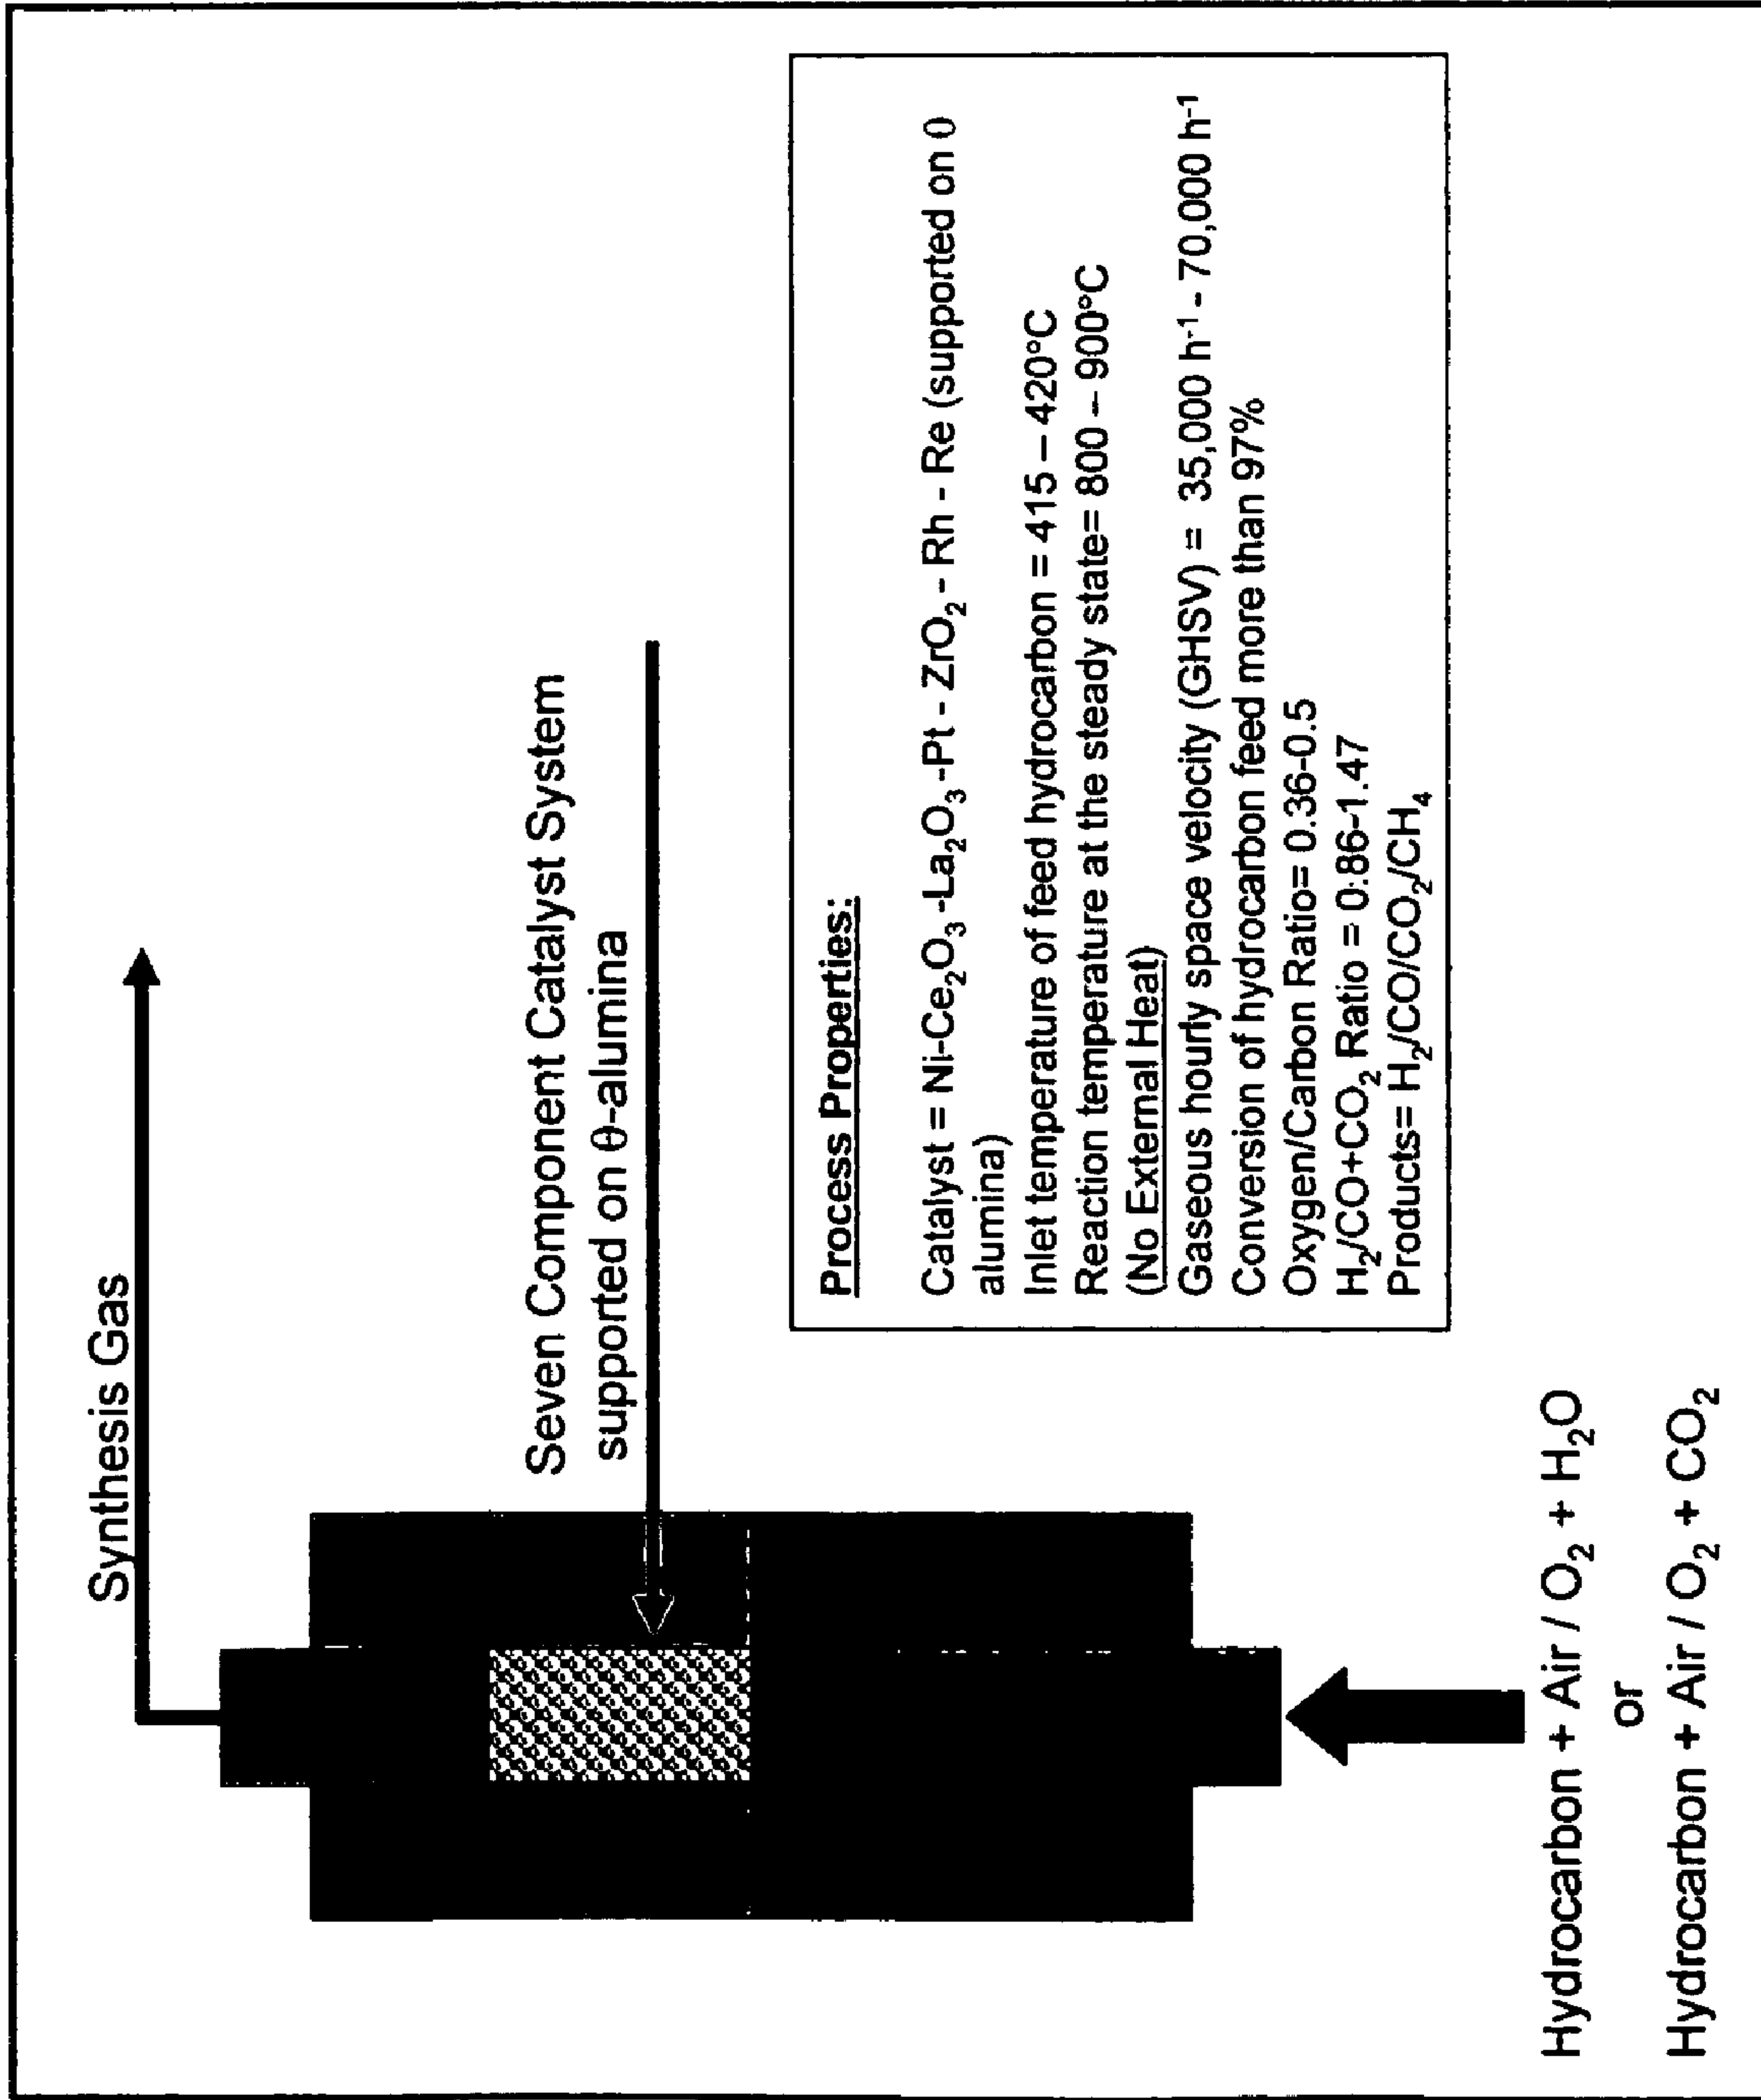 Synthesis Gas
Seven Component Catalyst System
supported on θ-alumina
Process Properties:
Catalyst = Ni-Ce₂O₃-La₂O₃-Pt - ZrO₂ - Rh - Re (supported on 0
alumina)
Inlet temperature of feed hydrocarbon = 415 – 420°C
Reaction temperature at the steady state= 800 – 900°C
(No External Heat)
Gaseous hourly space velocity (GHSV) = 35,000 h⁻¹ - 70,000 h⁻¹
Conversion of hydrocarbon feed more than 97%
Oxygen/Carbon Ratio= 0.36-0.5
H₂/CO+CO₂ Ratio = 0.86-1.47
Products= H₂/CO/CO₂/CH₄
Hydrocarbon + Air / O₂ + H₂O
or
Hydrocarbon + Air / O₂ + CO₂